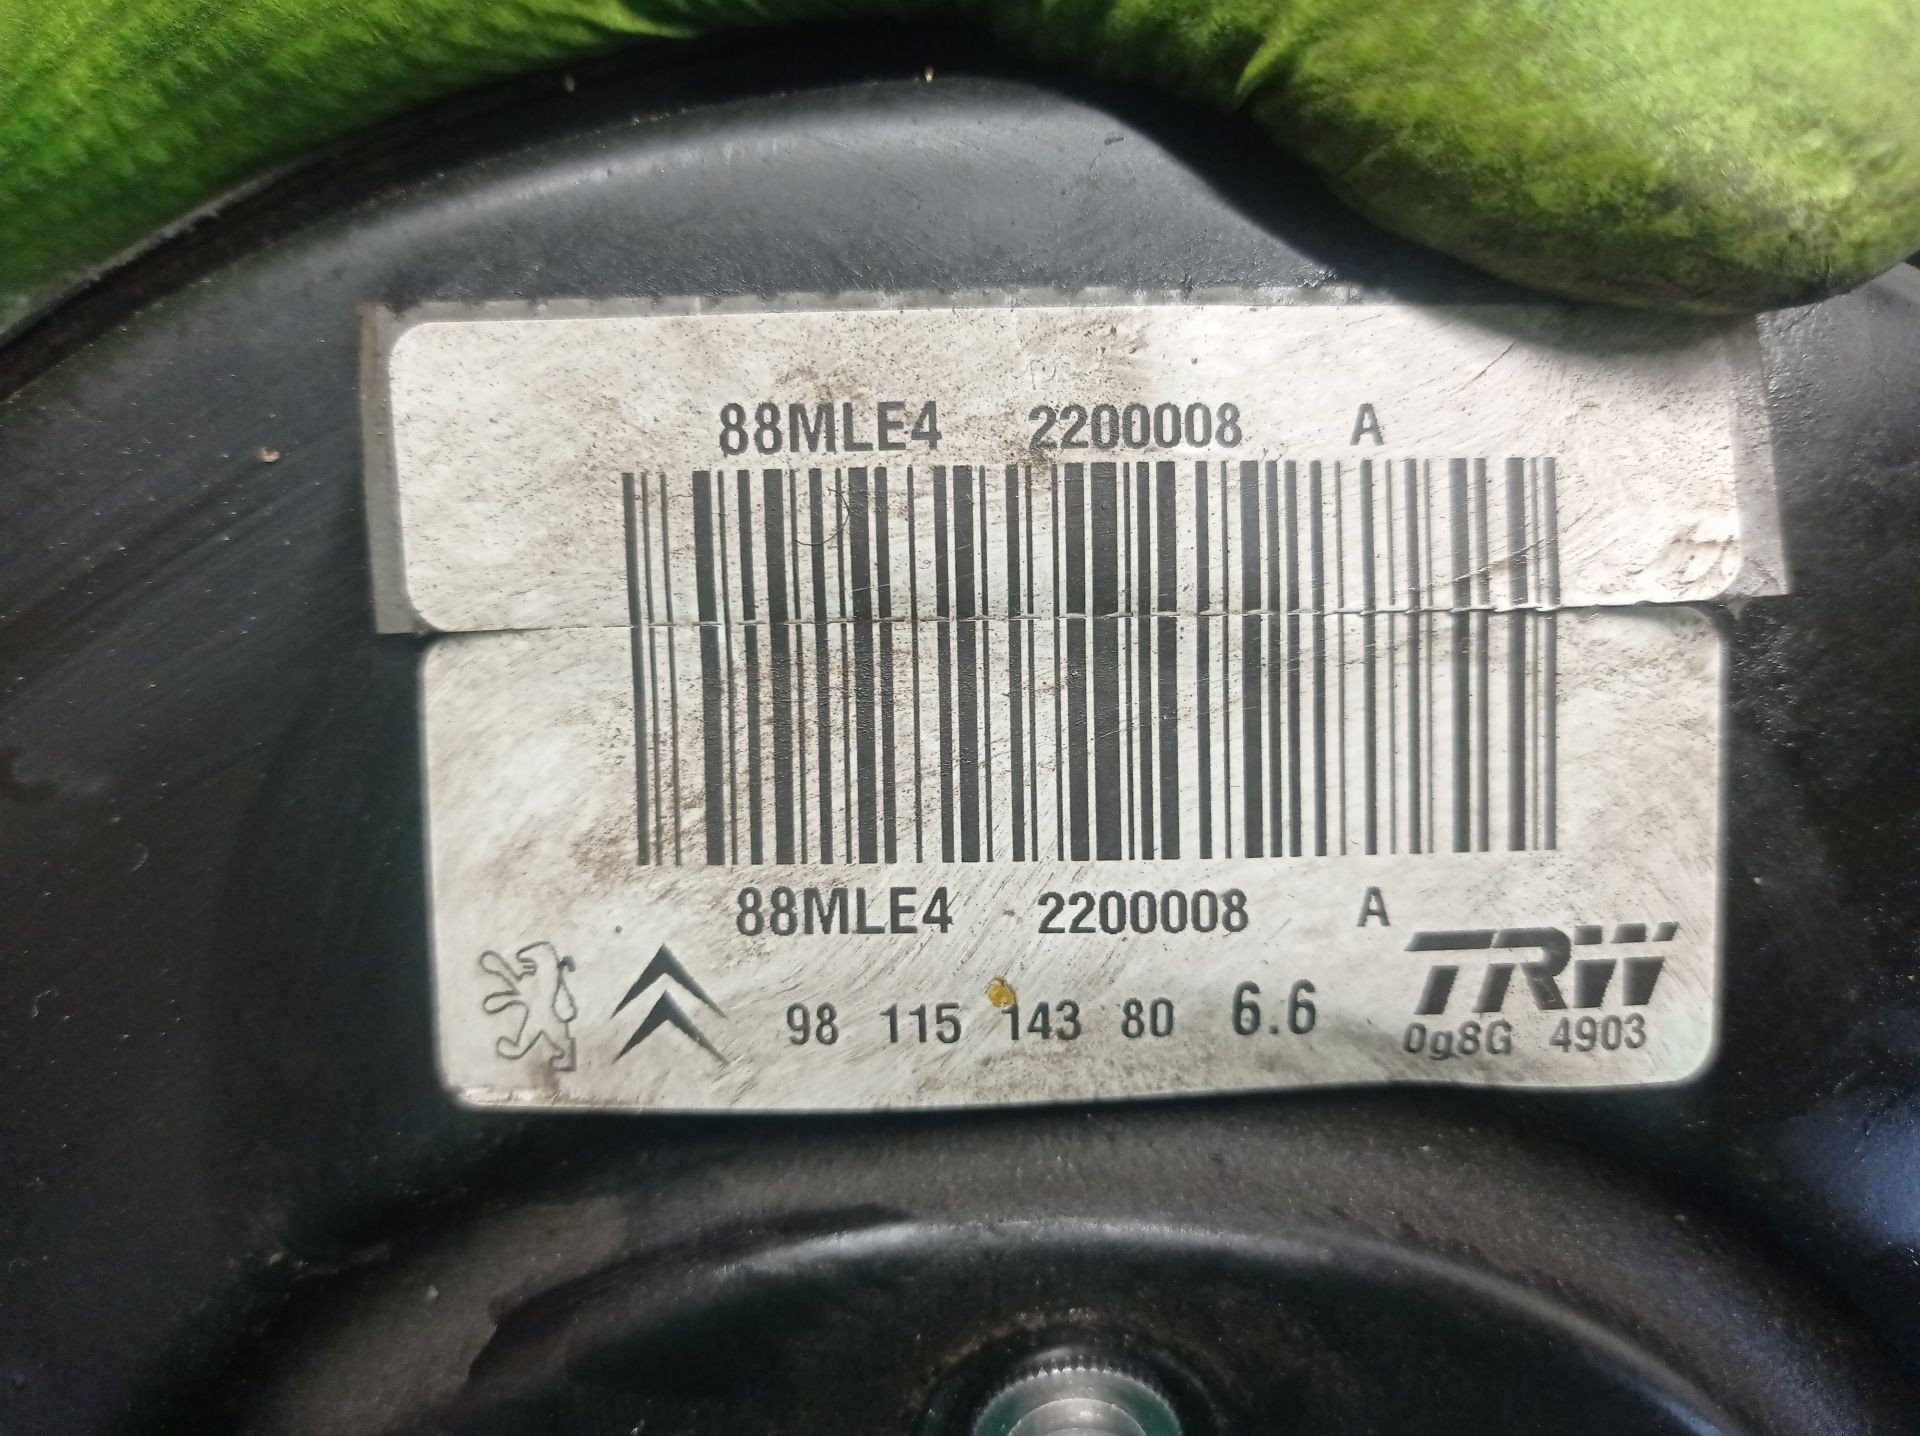 88MLE4 2200008 A
88MLE4 2200008 A
98 115 143 80 6.6
TRW
0g8G 4903